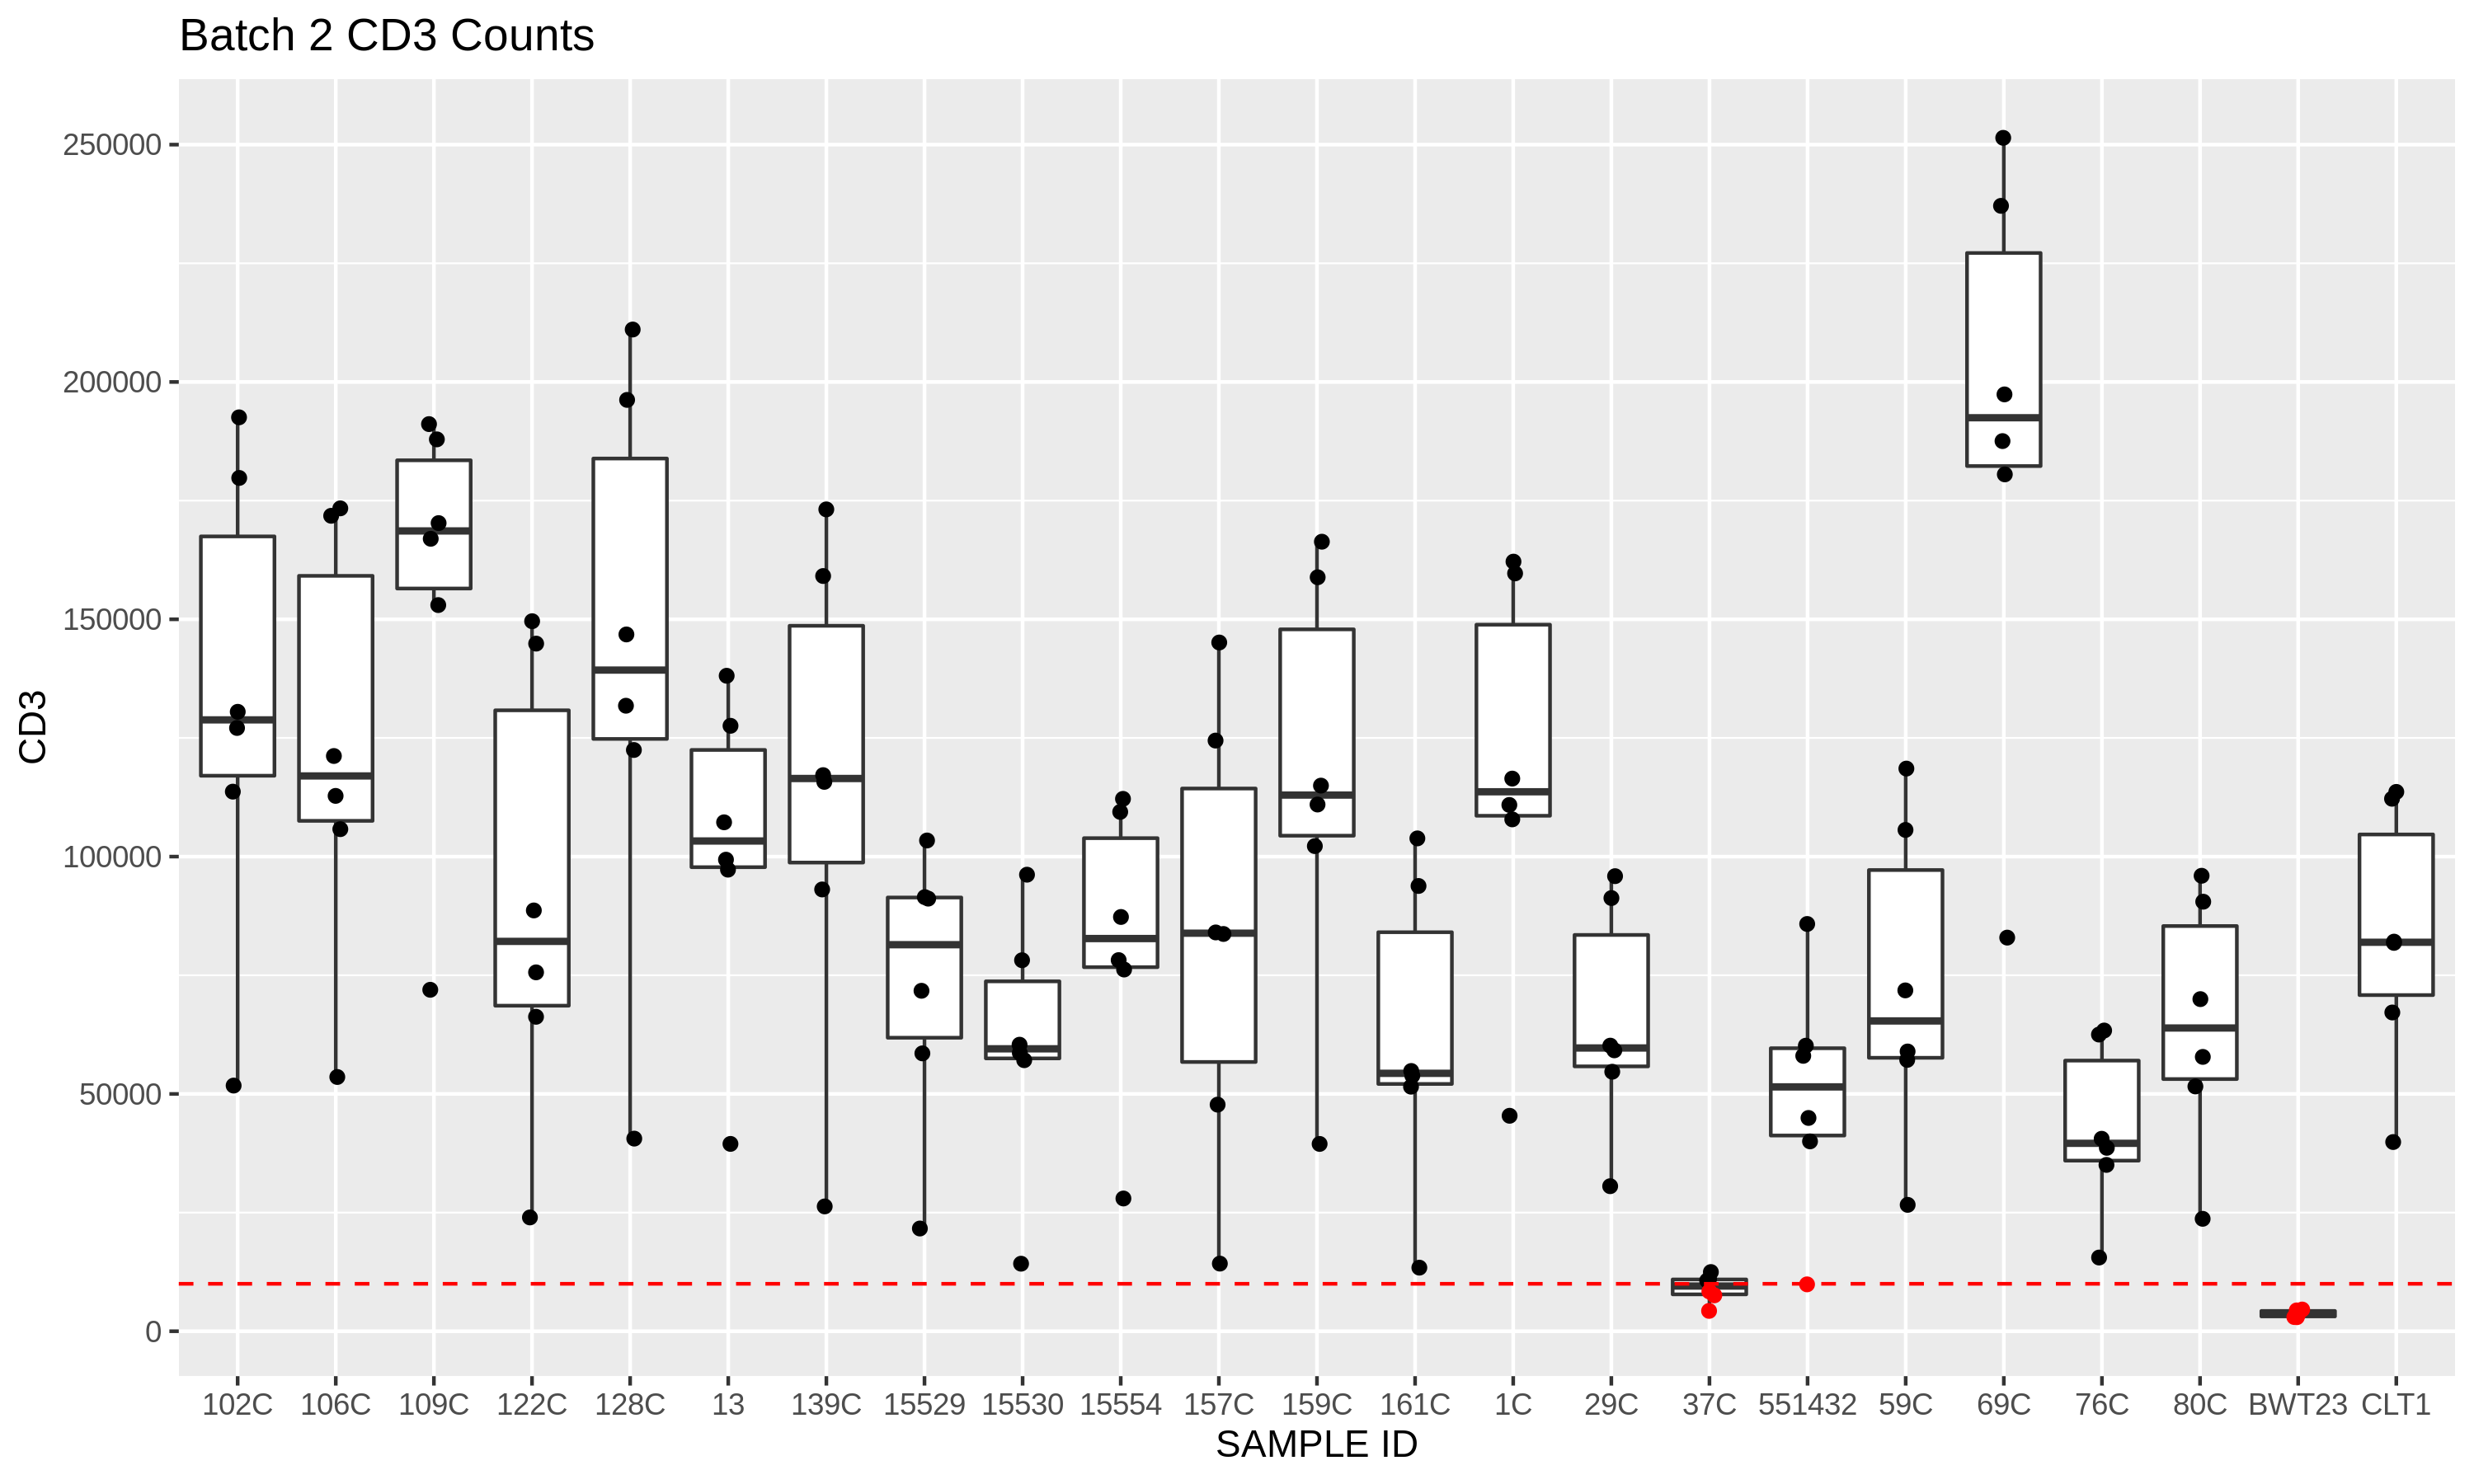 Batch 2 CD3 Counts
CD3
250000
200000
150000
100000
50000
0
102C 106C 109C 122C 128C 13 139C 15529 15530 15554 157C 159C 161C 1C 29C 37C 551432 59C 69C 76C 80C BWT23 CLT1
SAMPLE ID